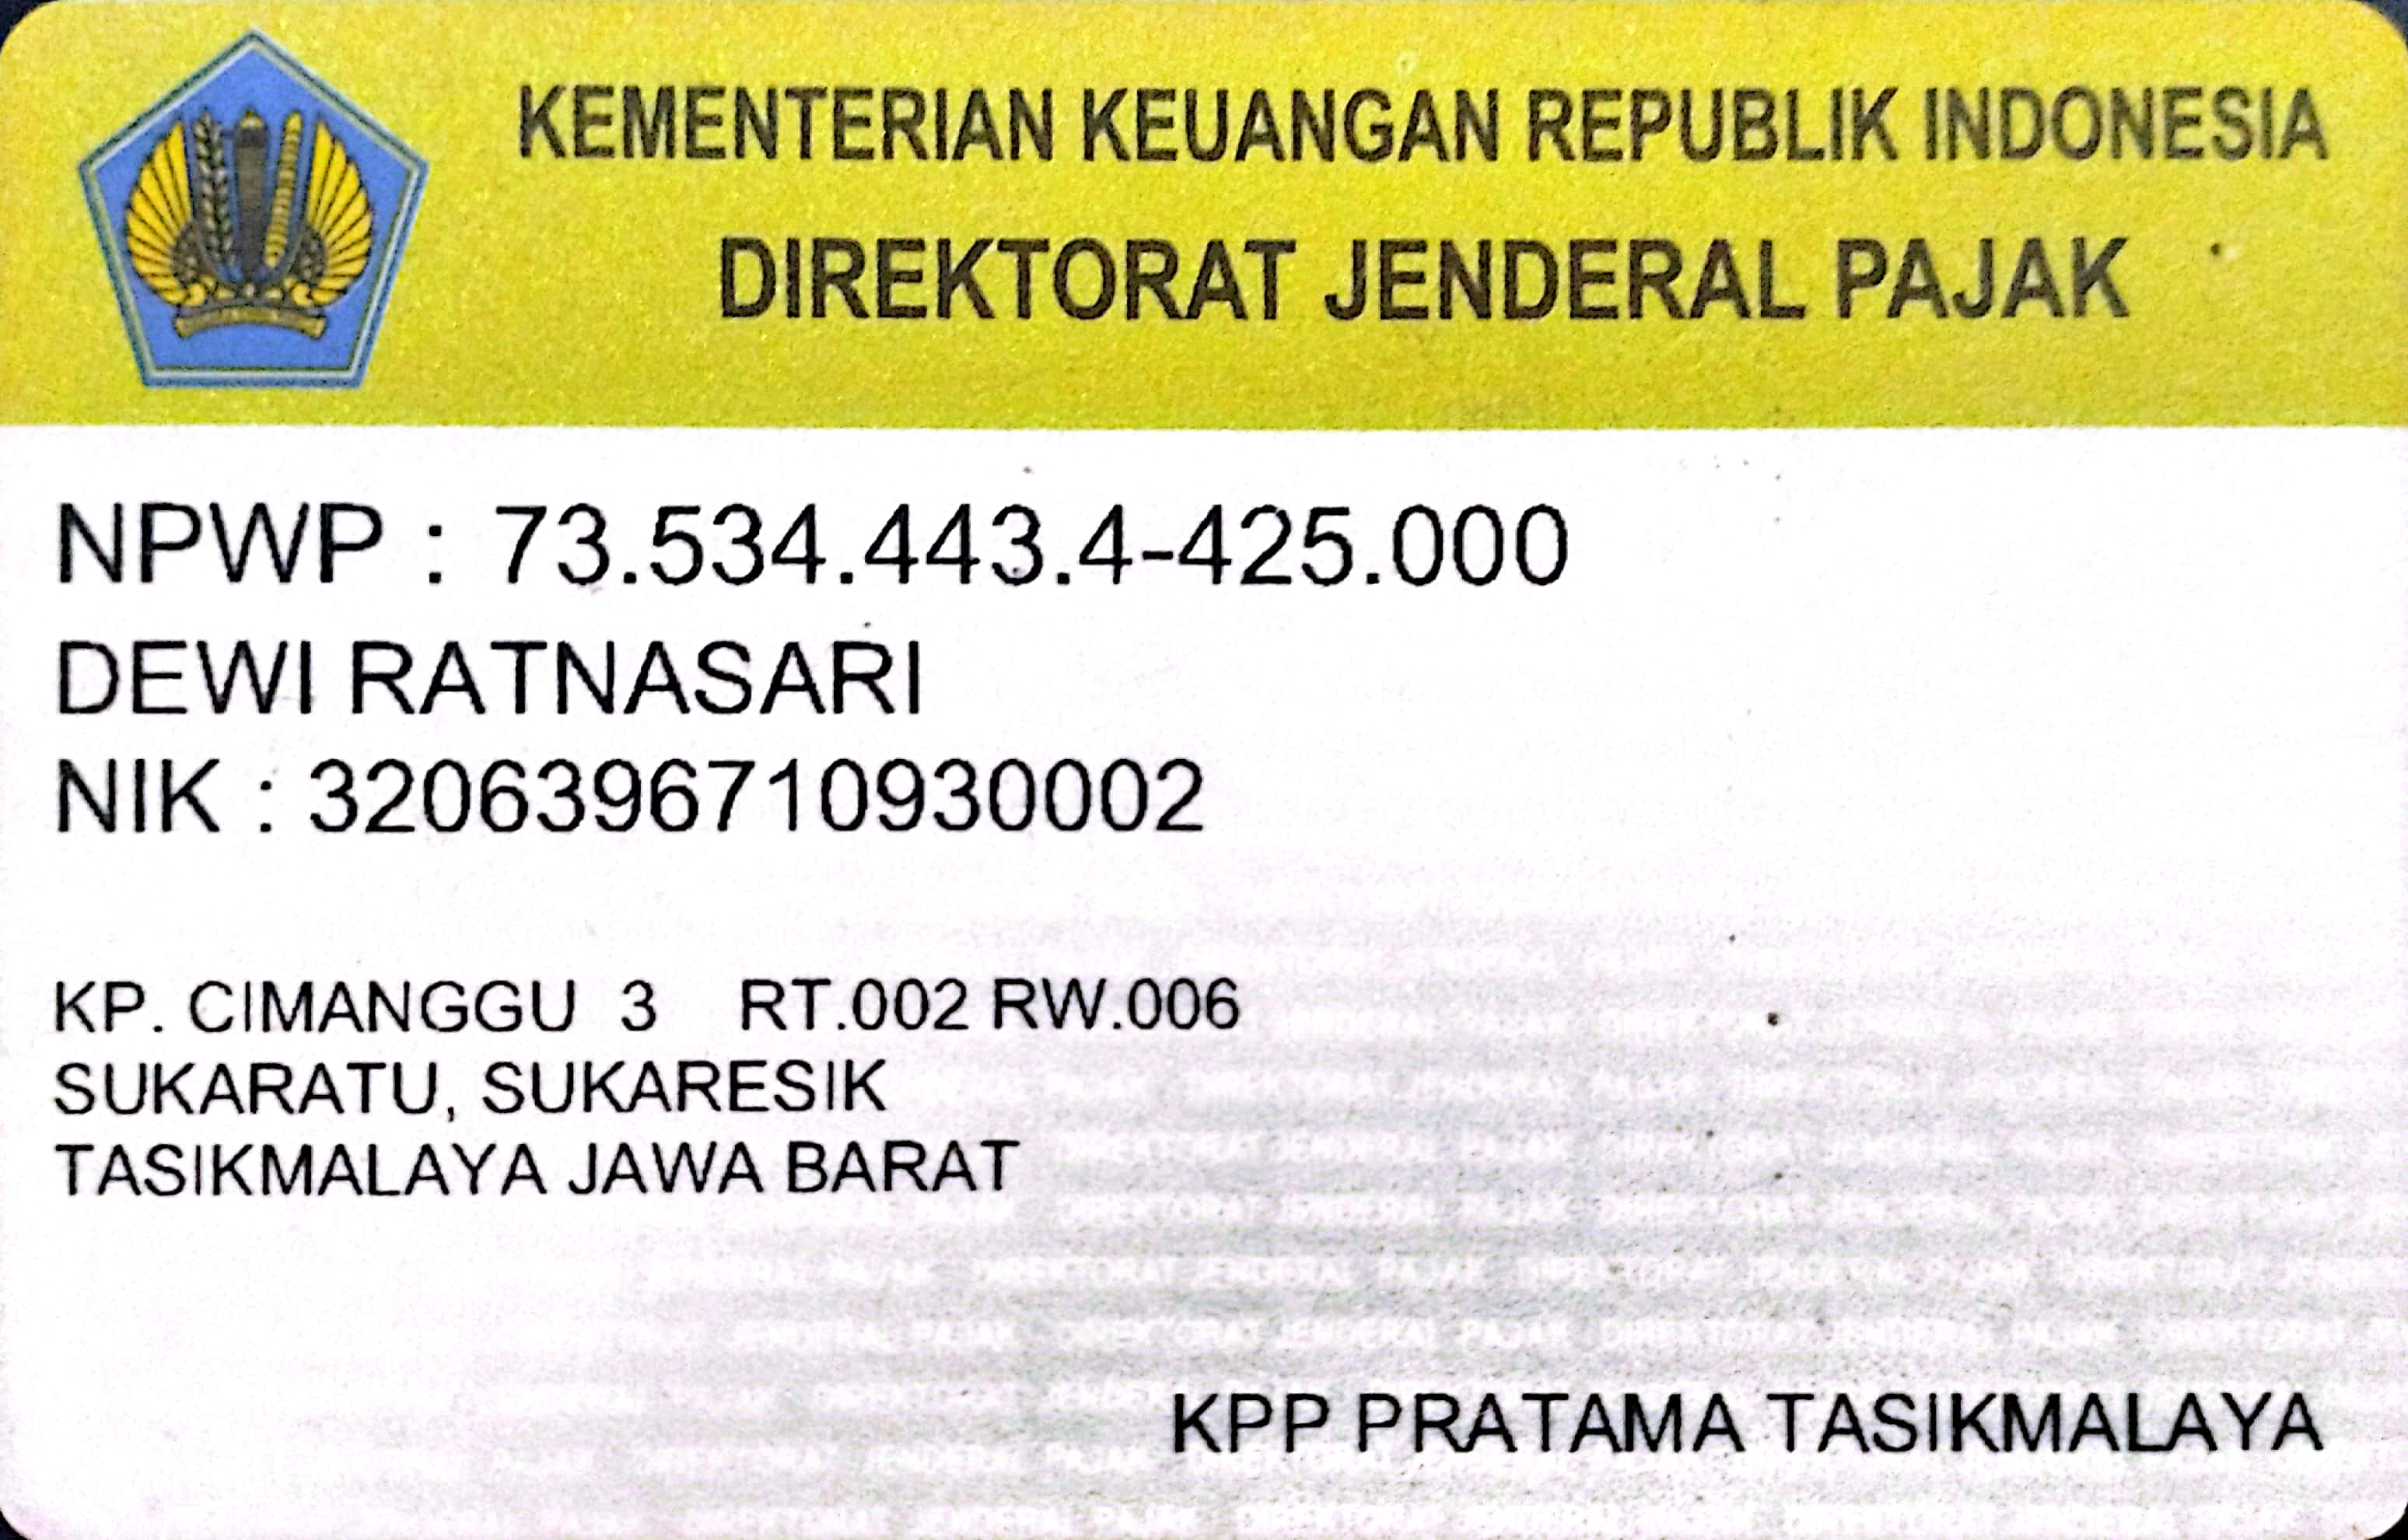 KEMENTERIAN KEUANGAN REPUBLIK INDONESIA
DIREKTORAT JENDERAL PAJAK
NPWP : 73.534.443.4-425.000
DEWI RATNASARI
NIK : 3206396710930002
KP. CIMANGGU 3 RT.002 RW.006
SUKARATU, SUKARESIK
TASIKMALAYA JAWA BARAT
KPP PRATAMA TASIKMALAYA